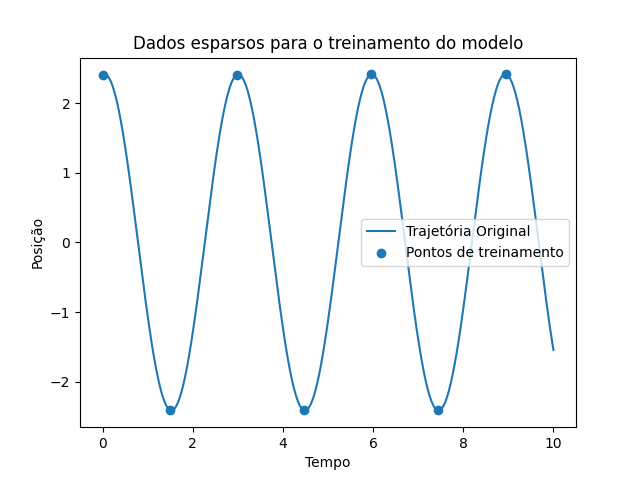 Dados esparsos para o treinamento do modelo
2
1
0
−1
−2
Posição
Trajetória Original
Pontos de treinamento
0 2 4 6 8 10
Tempo